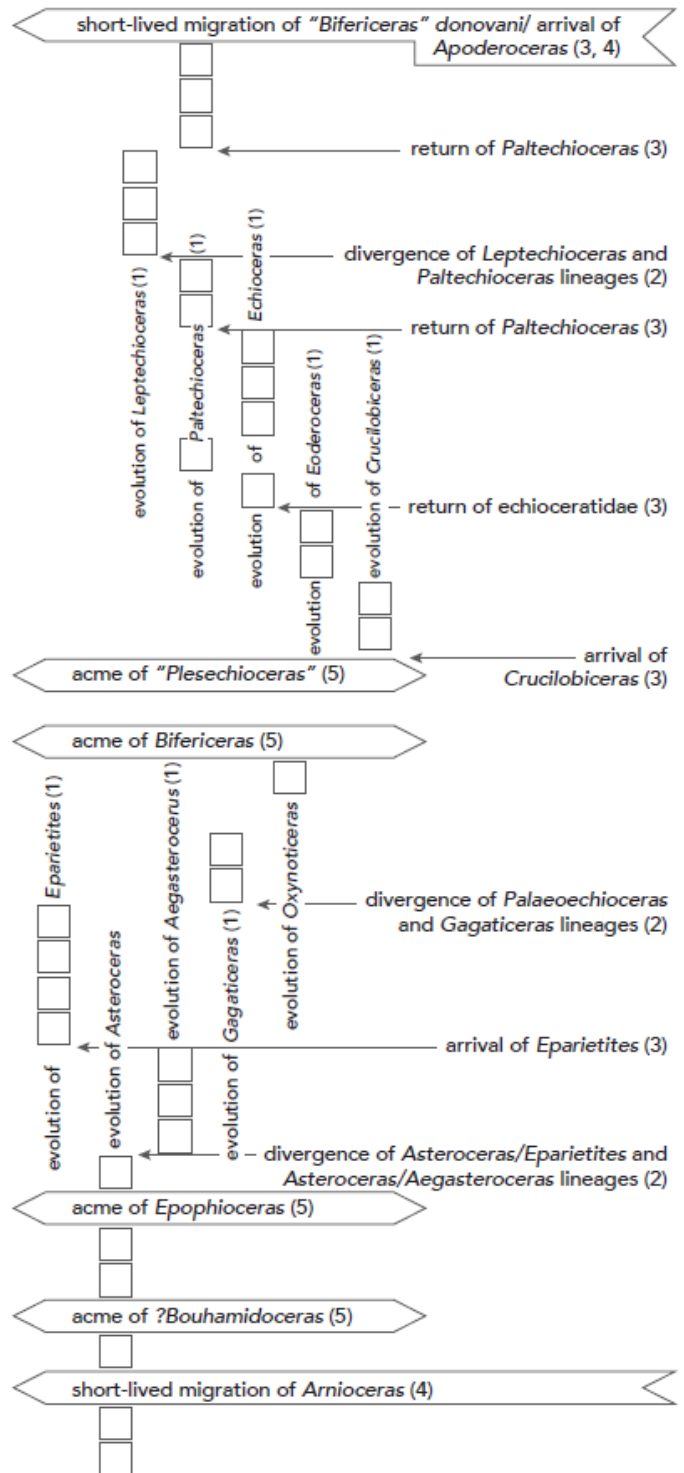 short-lived migration of "Bifericeras" donovani/ arrival of
Apoderoceras (3, 4)
return of Paltechioceras (3)
divergence of Leptechioceras and
Paltechioceras lineages (2)
return of Paltechioceras (3)
evolution of Leptechioceras (1)
evolution of Paltechioceras (1)
evolution of Echioceras (1)
evolution of Eoderoceras (1)
evolution of Crucilobiceras (1)
return of echioceratidae (3)
arrival of
Crucilobiceras (3)
acme of "Plesechioceras" (5)
acme of Bifericeras (5)
evolution of Eparietites (1)
evolution of Asteroceras
evolution of Aegasterocerus (1)
evolution of Gagaticeras (1)
evolution of Oxynoticeras
divergence of Palaeoechioceras
and Gagaticeras lineages (2)
arrival of Eparietites (3)
divergence of Asteroceras/Eparietites and
Asteroceras/Aegasteroceras lineages (2)
acme of Epophioceras (5)
acme of ?Bouhamidoceras (5)
short-lived migration of Arnioceras (4)